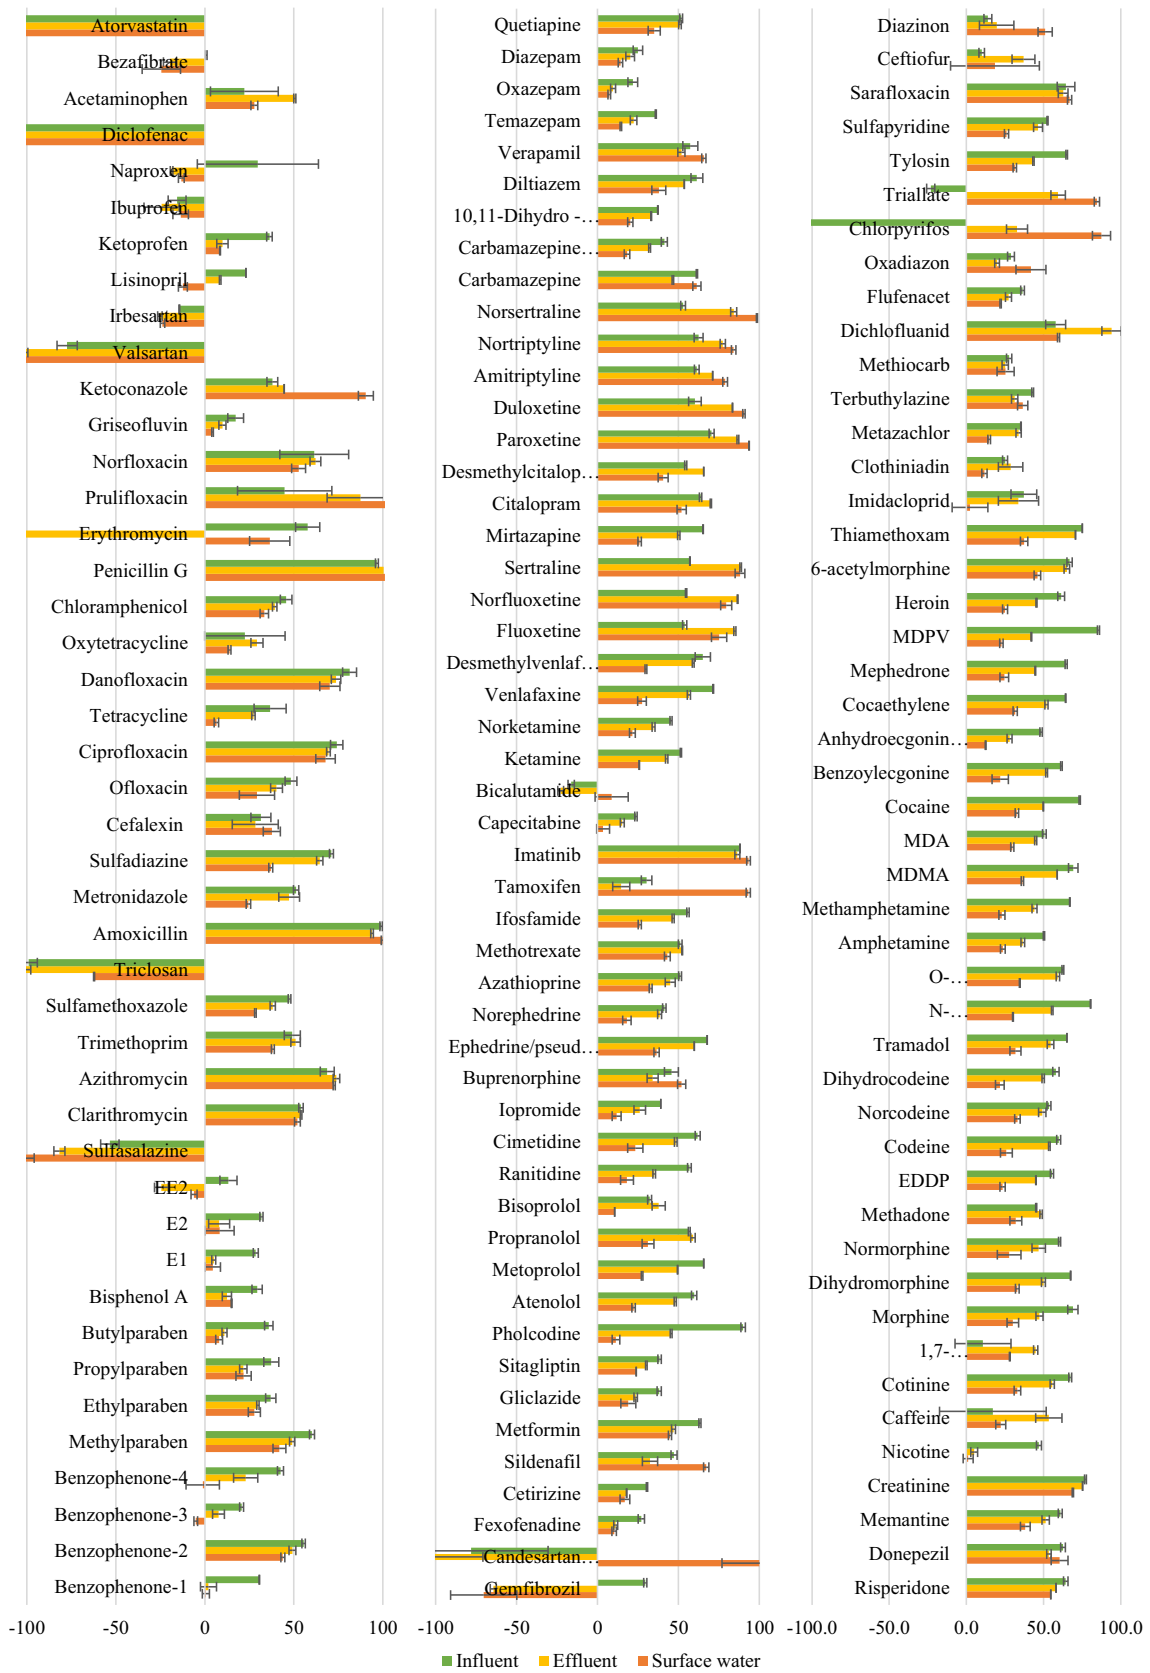 Atorvastatin
Bezafibrate
Acetaminophen
Diclofenac
Naproxen
Ibuprofen
Ketoprofen
Lisinopril
Irbesartan
Valsartan
Ketoconazole
Griseofluvin
Norfloxacin
Prulifloxacin
Erythromycin
Penicillin G
Chloramphenicol
Oxytetracycline
Danofloxacin
Tetracycline
Ciprofloxacin
Ofloxacin
Cefalexin
Sulfadiazine
Metronidazole
Amoxicillin
Triclosan
Sulfamethoxazole
Trimethoprim
Azithromycin
Clarithromycin
Sulfasalazine
EE2
E2
E1
Bisphenol A
Butylparaben
Propylparaben
Ethylparaben
Methylparaben
Benzophenone-4
Benzophenone-3
Benzophenone-2
Benzophenone-1
-100 -50 0 50 100
Quetiapine
Diazepam
Oxazepam
Temazepam
Verapamil
Diltiazem
10,11-Dihydro -…
Carbamazepine…
Carbamazepine
Norsertraline
Nortriptyline
Amitriptyline
Duloxetine
Paroxetine
Desmethylcitalop…
Citalopram
Mirtazapine
Sertraline
Norfluoxetine
Fluoxetine
Desmethylvenlaf…
Venlafaxine
Norketamine
Ketamine
Bicalutamide
Capecitabine
Imatinib
Tamoxifen
Ifosfamide
Methotrexate
Azathioprine
Norephedrine
Ephedrine/pseud…
Buprenorphine
Iopromide
Cimetidine
Ranitidine
Bisoprolol
Propranolol
Metoprolol
Atenolol
Pholcodine
Sitagliptin
Gliclazide
Metformin
Sildenafil
Cetirizine
Fexofenadine
Candesartan…
Gemfibrozil
-100 -50 0 50 100
Diazinon
Ceftiofur
Sarafloxacin
Sulfapyridine
Tylosin
Triallate
Chlorpyrifos
Oxadiazon
Flufenacet
Dichlofluanid
Methiocarb
Terbuthylazine
Metazachlor
Clothiniadin
Imidacloprid
Thiamethoxam
6-acetylmorphine
Heroin
MDPV
Mephedrone
Cocaethylene
Anhydroecgonin…
Benzoylecgonine
Cocaine
MDA
MDMA
Methamphetamine
Amphetamine
O-…
N-…
Tramadol
Dihydrocodeine
Norcodeine
Codeine
EDDP
Methadone
Normorphine
Dihydromorphine
Morphine
1,7-…
Cotinine
Caffeine
Nicotine
Creatinine
Memantine
Donepezil
Risperidone
-100.0 -50.0 0.0 50.0 100.0
Influent Effluent Surface water